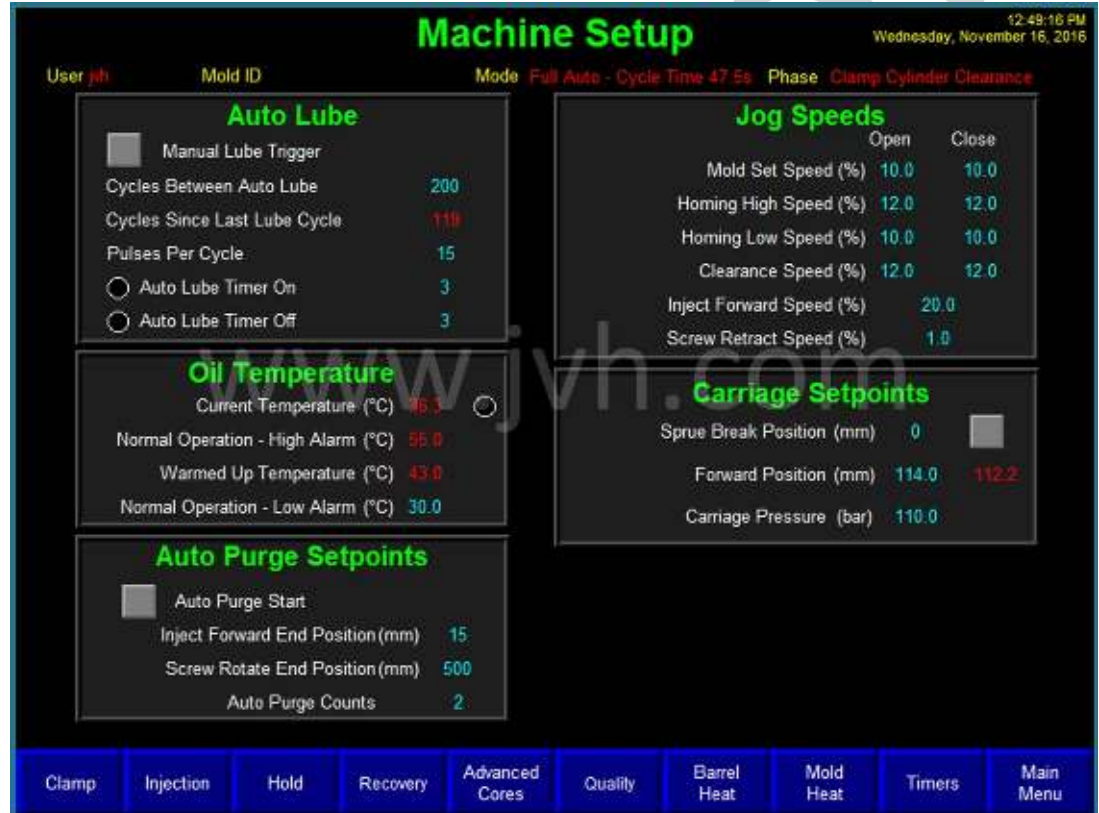 Machine Setup
12:49:16 PM
Wednesday, November 16, 2016
User jvh Mold ID Mode Full Auto - Cycle Time 47.5s Phase Clamp Cylinder Clearance
Auto Lube
Manual Lube Trigger
Cycles Between Auto Lube 200
Cycles Since Last Lube Cycle 119
Pulses Per Cycle 15
Auto Lube Timer On 3
Auto Lube Timer Off 3
Oil Temperature
Current Temperature (°C)
Normal Operation - High Alarm (°C) 55.0
Warmed Up Temperature (°C) 43.0
Normal Operation - Low Alarm (°C) 30.0
Auto Purge Setpoints
Auto Purge Start
Inject Forward End Position (mm) 15
Screw Rotate End Position (mm) 500
Auto Purge Counts 2
Jog Speeds
Open Close
Mold Set Speed (%) 10.0 10.0
Homing High Speed (%) 12.0 12.0
Homing Low Speed (%) 10.0 10.0
Clearance Speed (%) 12.0 12.0
Inject Forward Speed (%) 20.0
Screw Retract Speed (%) 1.0
Carriage Setpoints
Sprue Break Position (mm) 0
Forward Position (mm) 114.0 112.2
Carriage Pressure (bar) 110.0
www.jvh.com
Clamp Injection Hold Recovery Advanced Cores Quality Barrel Heat Mold Heat Timers Main Menu